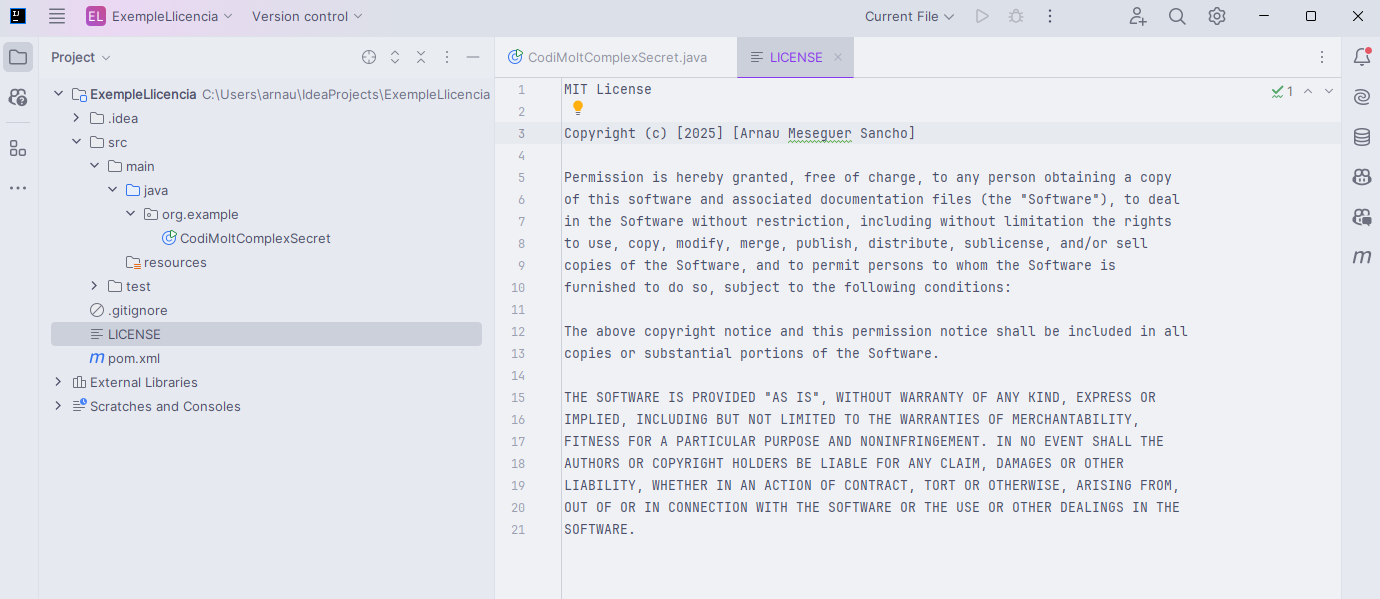 EL ExempleLlicencia Version control Current File
Project
CodiMoltComplexSecret.java
LICENSE
ExempleLlicencia C:\Users\arnau\IdeaProjects\ExempleLlicencia
.idea
src
main
java
org.example
CodiMoltComplexSecret
resources
test
.gitignore
LICENSE
m pom.xml
External Libraries
Scratches and Consoles
1 MIT License
2
3 Copyright (c) [2025] [Arnau Meseguer Sancho]
4
5 Permission is hereby granted, free of charge, to any person obtaining a copy
6 of this software and associated documentation files (the "Software"), to deal
7 in the Software without restriction, including without limitation the rights
8 to use, copy, modify, merge, publish, distribute, sublicense, and/or sell
9 copies of the Software, and to permit persons to whom the Software is
10 furnished to do so, subject to the following conditions:
11
12 The above copyright notice and this permission notice shall be included in all
13 copies or substantial portions of the Software.
14
15 THE SOFTWARE IS PROVIDED "AS IS", WITHOUT WARRANTY OF ANY KIND, EXPRESS OR
16 IMPLIED, INCLUDING BUT NOT LIMITED TO THE WARRANTIES OF MERCHANTABILITY,
17 FITNESS FOR A PARTICULAR PURPOSE AND NONINFRINGEMENT. IN NO EVENT SHALL THE
18 AUTHORS OR COPYRIGHT HOLDERS BE LIABLE FOR ANY CLAIM, DAMAGES OR OTHER
19 LIABILITY, WHETHER IN AN ACTION OF CONTRACT, TORT OR OTHERWISE, ARISING FROM,
20 OUT OF OR IN CONNECTION WITH THE SOFTWARE OR THE USE OR OTHER DEALINGS IN THE
21 SOFTWARE.
1
m